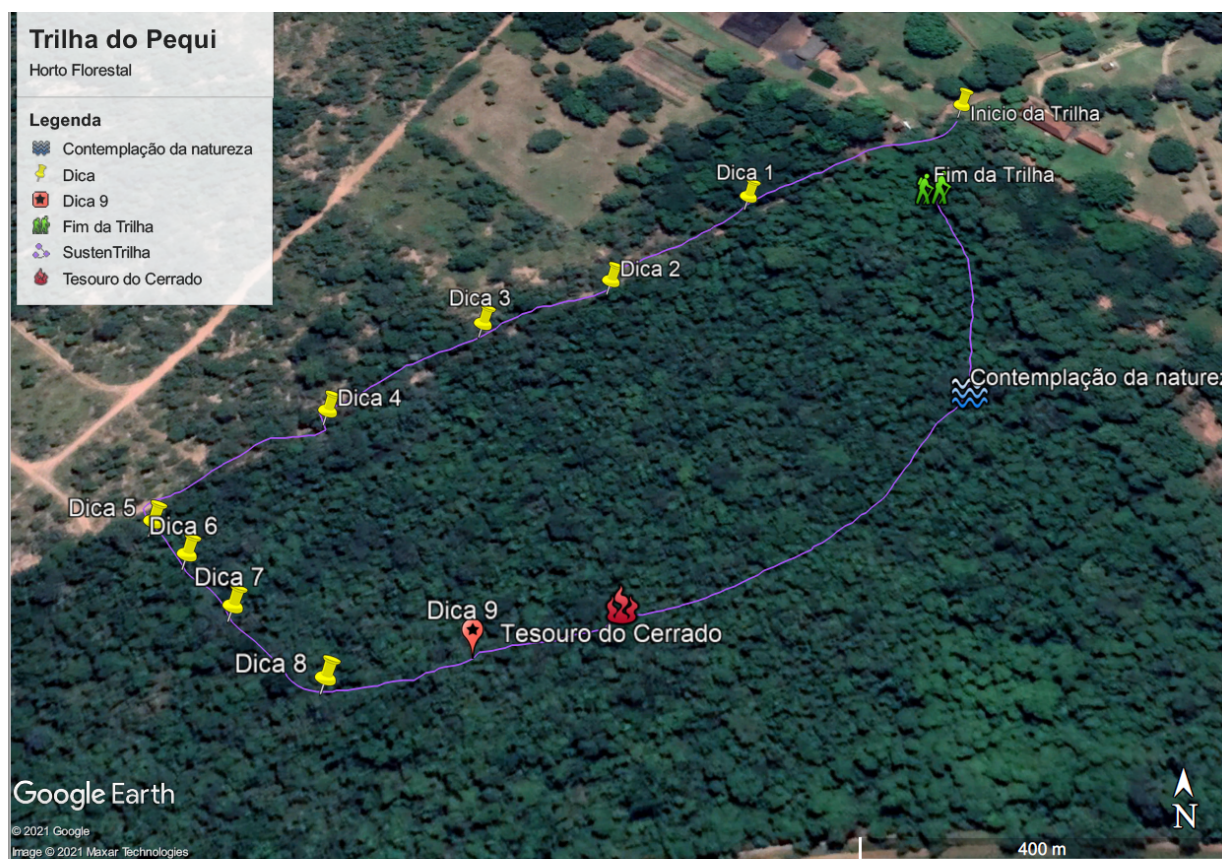 Trilha do Pequi
Horto Florestal
Legenda
Contemplação da natureza
Dica
Dica 9
Fim da Trilha
SustenTrilha
Tesouro do Cerrado
Inicio da Trilha
Dica 1
Fim da Trilha
Dica 2
Dica 3
Contemplação da naturez
Dica 4
Dica 5
Dica 6
Dica 7
Dica 9
Tesouro do Cerrado
Dica 8
Google Earth
© 2021 Google
Image © 2021 Maxar Technologies
400 m
N